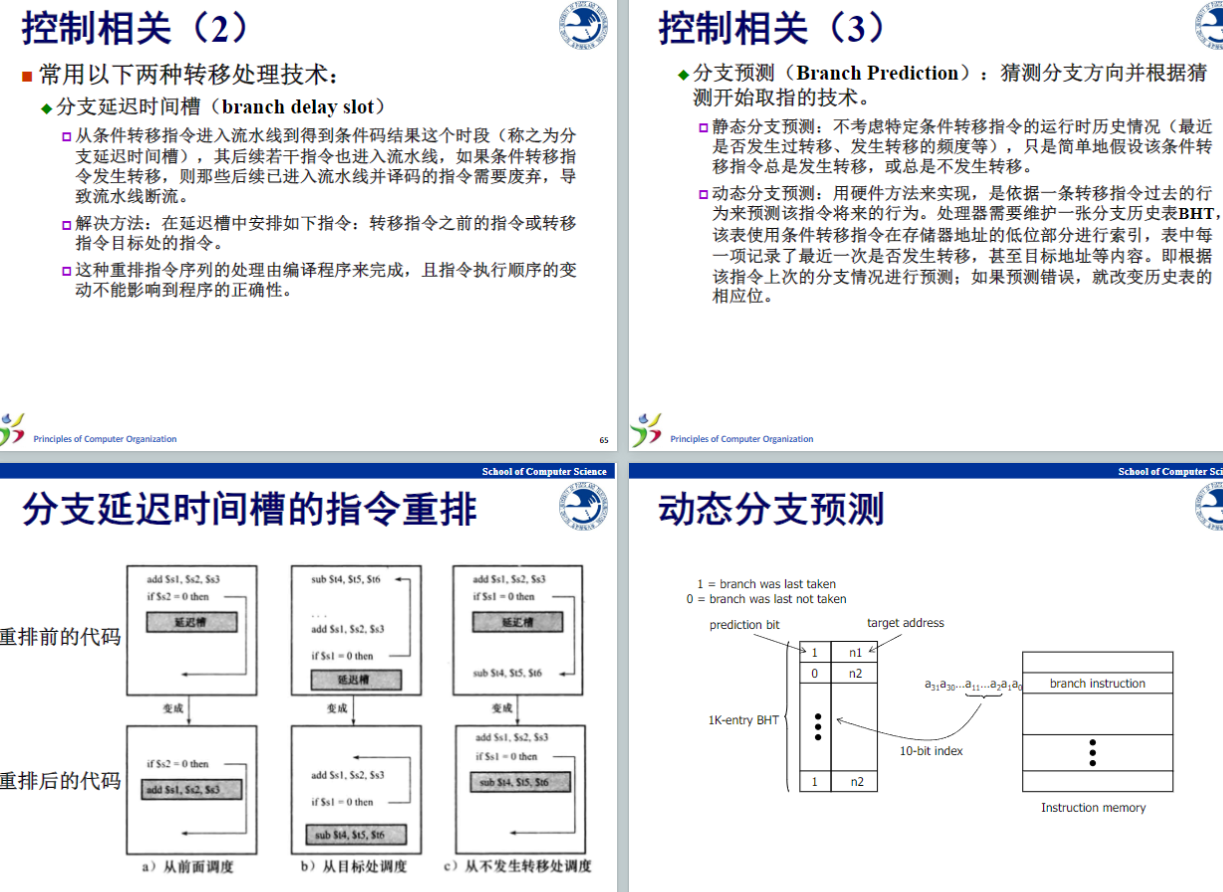 控制相关（2）
■ 常用以下两种转移处理技术：
◆ 分支延迟时间槽（branch delay slot）
从条件转移指令进入流水线到得到条件码结果这个时段（称之为分
支延迟时间槽），其后续若干指令也进入流水线，如果条件转移指
令发生转移，则那些后续已进入流水线并译码的指令需要废弃，导
致流水线断流。
解决方法：在延迟槽中安排如下指令：转移指令之前的指令或转移
指令目标处的指令。
这种重排指令序列的处理由编译程序来完成，且指令执行顺序的变
动不能影响到程序的正确性。
Principles of Computer Organization
65
控制相关（3）
◆ 分支预测（Branch Prediction）：猜测分支方向并根据猜
测开始取指的技术。
静态分支预测：不考虑特定条件转移指令的运行时历史情况（最近
是否发生过转移、发生转移的频度等），只是简单地假设该条件转
移指令总是发生转移，或总是不发生转移。
动态分支预测：用硬件方法来实现，是依据一条转移指令过去的行
为来预测该指令将来的行为。处理器需要维护一张分支历史表BHT，
该表使用条件转移指令在存储器地址的低位部分进行索引，表中每
一项记录了最近一次是否发生转移，甚至目标地址等内容。即根据
该指令上次的分支情况进行预测；如果预测错误，就改变历史表的
相应位。
Principles of Computer Organization
School of Computer Science
分支延迟时间槽的指令重排
重排前的代码
add $s1, $s2, $s3
if $s2 = 0 then
延迟槽
sub $t4, $t5, $t6
. . .
add $s1, $s2, $s3
if $s1 = 0 then
延迟槽
add $s1, $s2, $s3
if $s1 = 0 then
延迟槽
sub $t4, $t5, $t6
变成
变成
变成
重排后的代码
if $s2 = 0 then
add $s1, $s2, $s3
add $s1, $s2, $s3
if $s1 = 0 then
sub $t4, $t5, $t6
add $s1, $s2, $s3
if $s1 = 0 then
sub $t4, $t5, $t6
a）从前面调度
b）从目标处调度
c）从不发生转移处调度
School of Computer Sci
动态分支预测
1 = branch was last taken
0 = branch was last not taken
prediction bit
target address
1 n1
0 n2
1K-entry BHT
1 n2
a31a30...a11...a2a1a0
branch instruction
10-bit index
Instruction memory